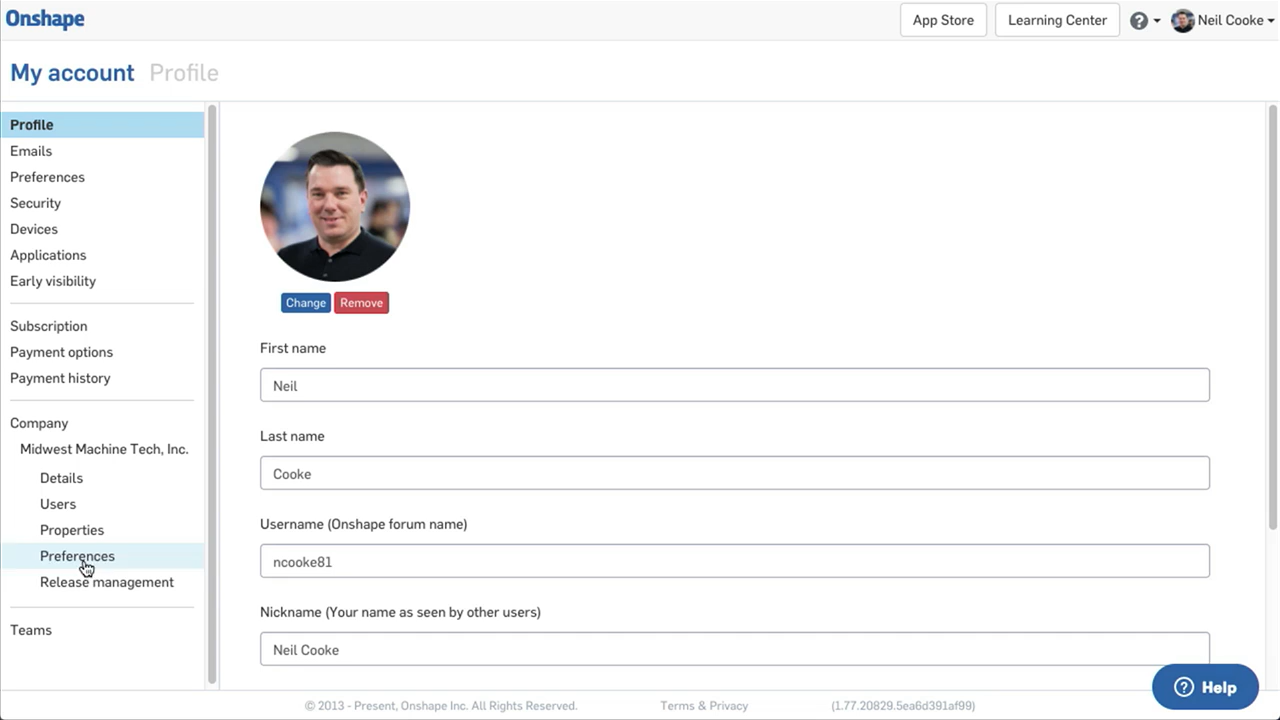 Onshape
App Store
Learning Center
Neil Cooke
My account Profile
Profile
Emails
Preferences
Security
Devices
Applications
Early visibility
Subscription
Payment options
Payment history
Company
Midwest Machine Tech, Inc.
Details
Users
Properties
Preferences
Release management
Teams
Change
Remove
First name
Neil
Last name
Cooke
Username (Onshape forum name)
ncooke81
Nickname (Your name as seen by other users)
Neil Cooke
? Help
© 2013 - Present, Onshape Inc. All Rights Reserved.
Terms & Privacy
(1.77.20829.5ea6d391af99)